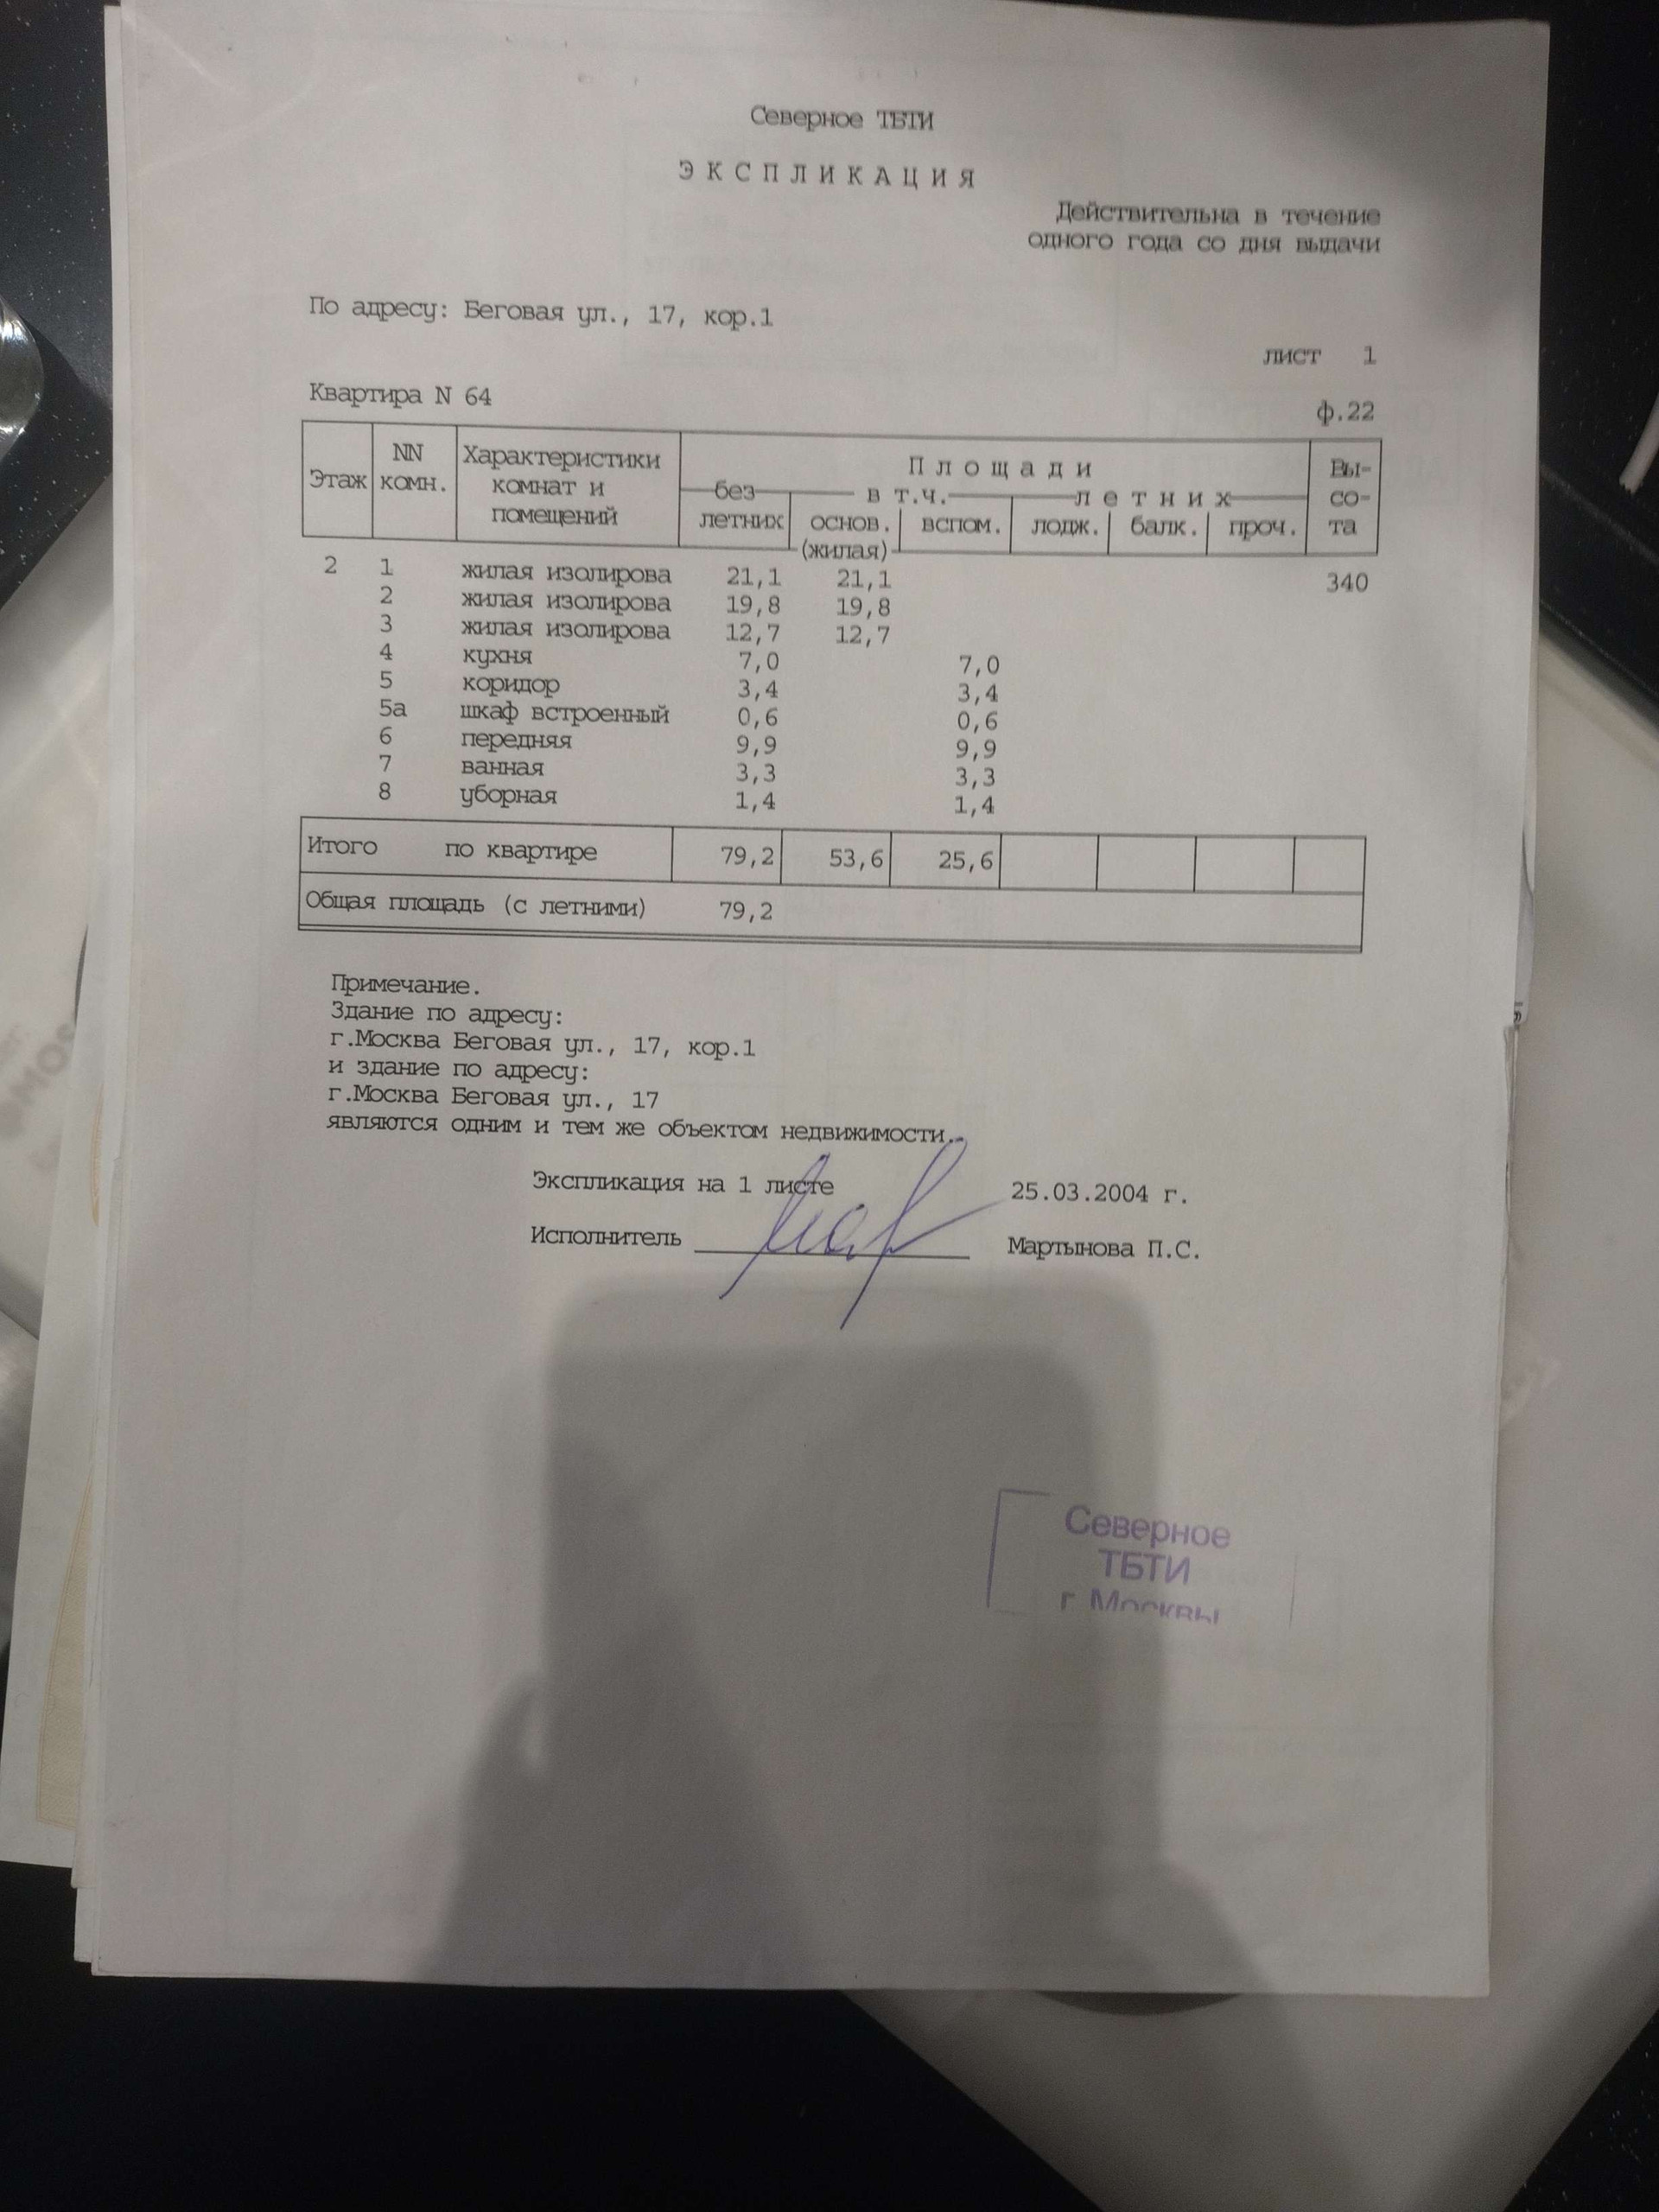 Северное ТБТИ
ЭКСПЛИКАЦИЯ
Действительна в течение
одного года со дня выдачи
По адресу: Беговая ул., 17, кор.1
лист 1
Квартира N 64
ф.22
Этаж NN комн. Характеристики комнат и помещений Площади Вы-со-та
без летних в т.ч. летних
основ. (жилая) вспом. лодж. балк. проч.
2 1 жилая изолирова 21,1 21,1 340
2 жилая изолирова 19,8 19,8
3 жилая изолирова 12,7 12,7
4 кухня 7,0 7,0
5 коридор 3,4 3,4
5а шкаф встроенный 0,6 0,6
6 передняя 9,9 9,9
7 ванная 3,3 3,3
8 уборная 1,4 1,4
Итого по квартире 79,2 53,6 25,6
Общая площадь (с летними) 79,2
Примечание.
Здание по адресу:
г.Москва Беговая ул., 17, кор.1
и здание по адресу:
г.Москва Беговая ул., 17
являются одним и тем же объектом недвижимости.
Экспликация на 1 листе 25.03.2004 г.
Исполнитель Мартынова П.С.
Северное
ТБТИ
г Москвы